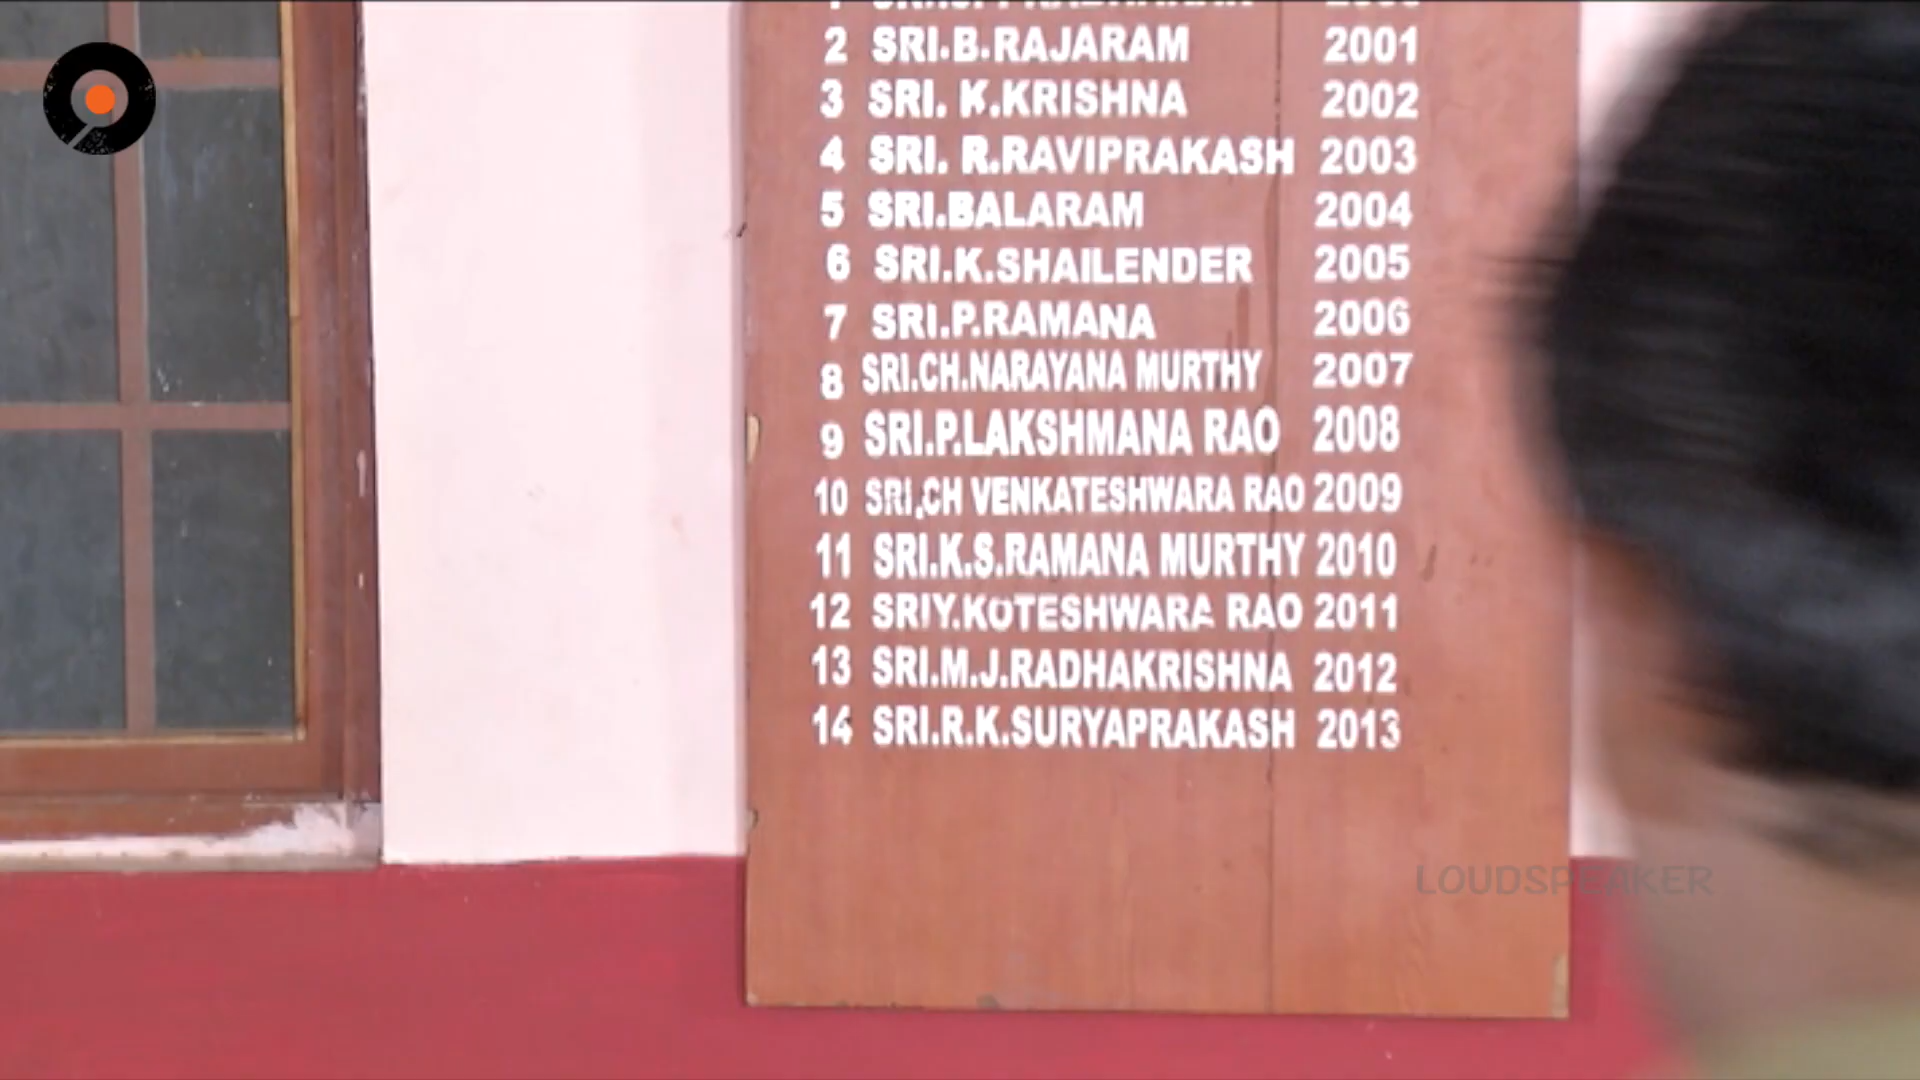 2 SRI.B.RAJARAM 2001
3 SRI. K.KRISHNA 2002
4 SRI. R.RAVIPRAKASH 2003
5 SRI.BALARAM 2004
6 SRI.K.SHAILENDER 2005
7 SRI.P.RAMANA 2006
8 SRI.CH.NARAYANA MURTHY 2007
9 SRI.P.LAKSHMANA RAO 2008
10 SRI.CH VENKATESHWARA RAO 2009
11 SRI.K.S.RAMANA MURTHY 2010
12 SRIY.KOTESHWARA RAO 2011
13 SRI.M.J.RADHAKRISHNA 2012
14 SRI.R.K.SURYAPRAKASH 2013
LOUDSPEAKER